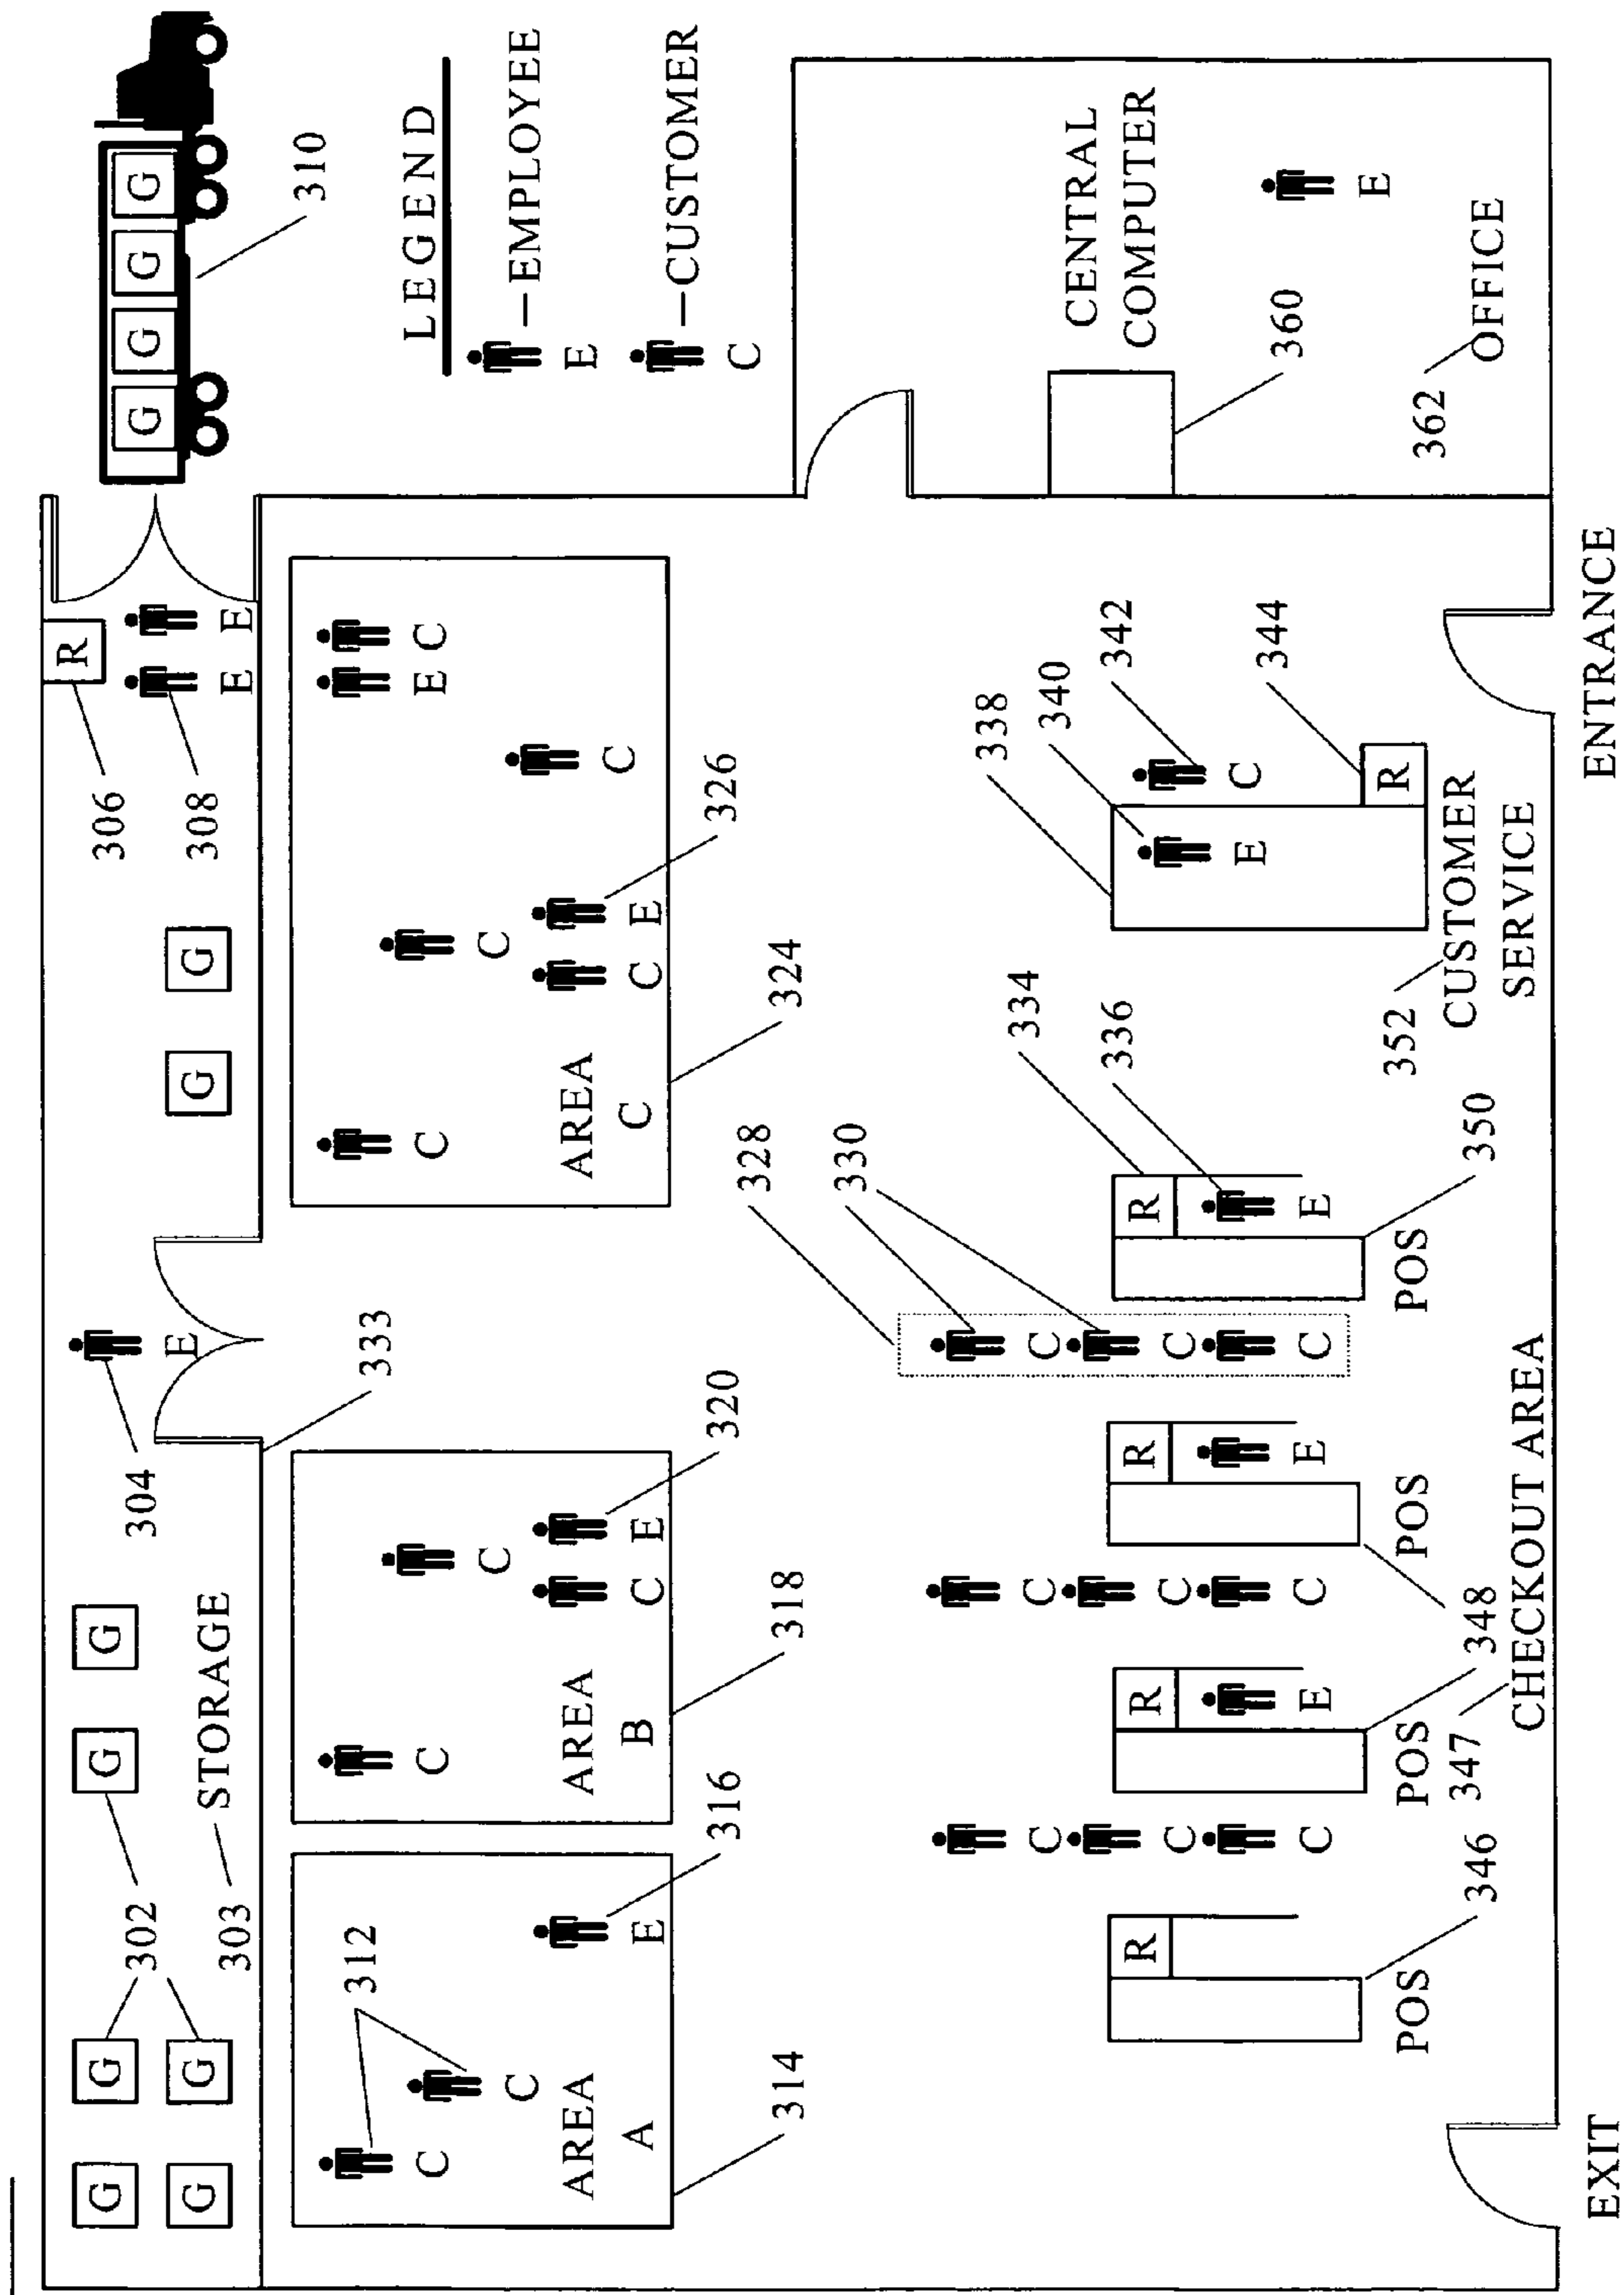 G G G G
310
LEGEND
E —EMPLOYEE
C —CUSTOMER
R
306
E E
308
G G
E
304
G G
302
G G
G G
303
STORAGE
333
C C
312
E
316
AREA
A
314
C
C
C E
320
AREA
B
318
C
C
C E
326
C
E C
AREA
C
324
CENTRAL
COMPUTER
360
E
362
OFFICE
328
330
C
C
C
C
C
C
C
C
C
R
POS
346
R
E
POS
R
E
POS
348
R
334
336
E
POS
350
347
CHECKOUT AREA
338
340
342
E
C
344
R
352
CUSTOMER
SERVICE
EXIT
ENTRANCE